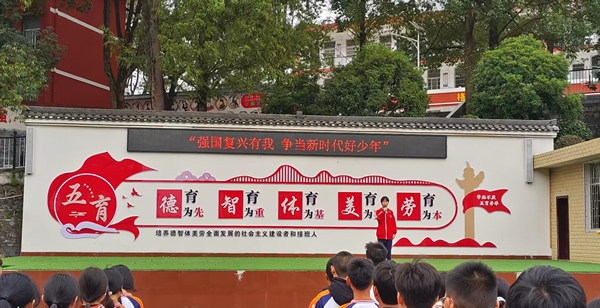 “强国复兴有我 争当新时代好少年”
五育
德育为先
智育为重
体育为基
美育为
劳育为本
培养德智体美劳全面发展的社会主义建设者和接班人
五育并举